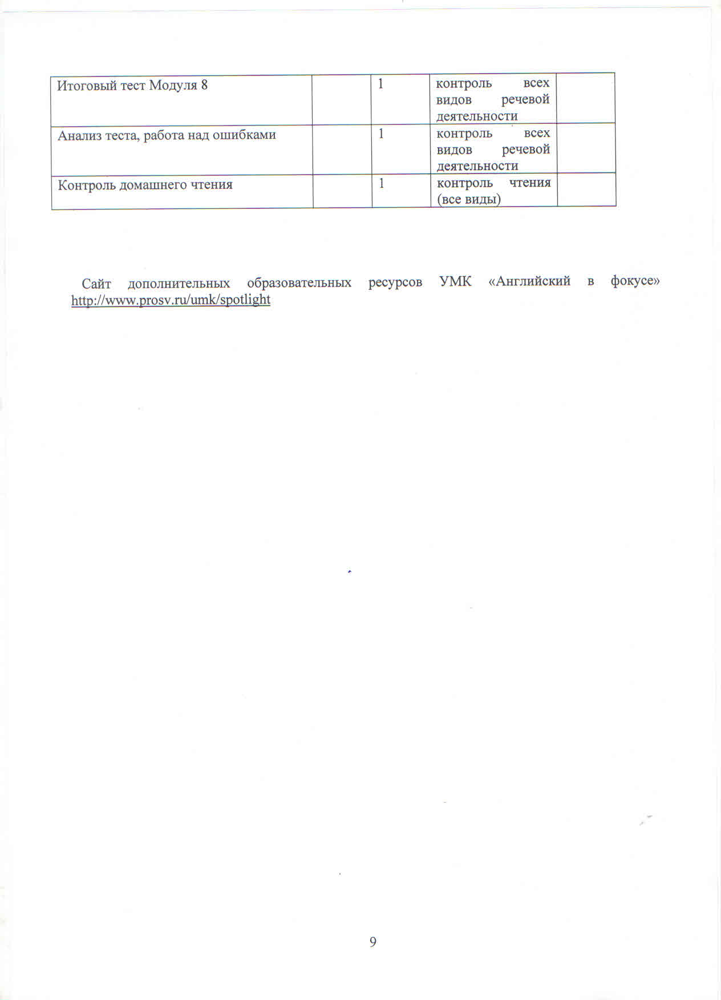 Итоговый тест Модуля 8 1 контроль всех
видов речевой
деятельности
Анализ теста, работа над ошибками 1 контроль всех
видов речевой
деятельности
Контроль домашнего чтения 1 контроль чтения
(все виды)
Сайт дополнительных образовательных ресурсов УМК «Английский в фокусе»
http://www.prosv.ru/umk/spotlight
9